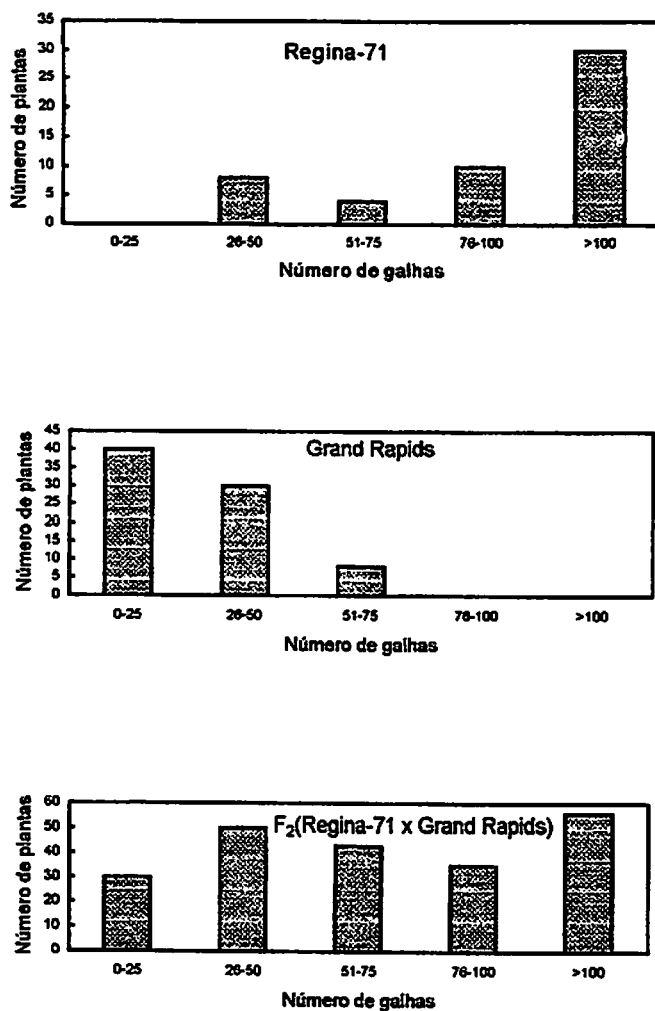 Regina-71
Número de plantas
35
30
25
20
15
10
5
0
0-25 26-50 51-75 76-100 >100
Número de galhas
Grand Rapids
Número de plantas
45
40
35
30
25
20
15
10
5
0
0-25 26-50 51-75 76-100 >100
Número de galhas
F₂(Regina-71 x Grand Rapids)
Número de plantas
60
50
40
30
20
10
0
0-25 26-50 51-75 76-100 >100
Número de galhas